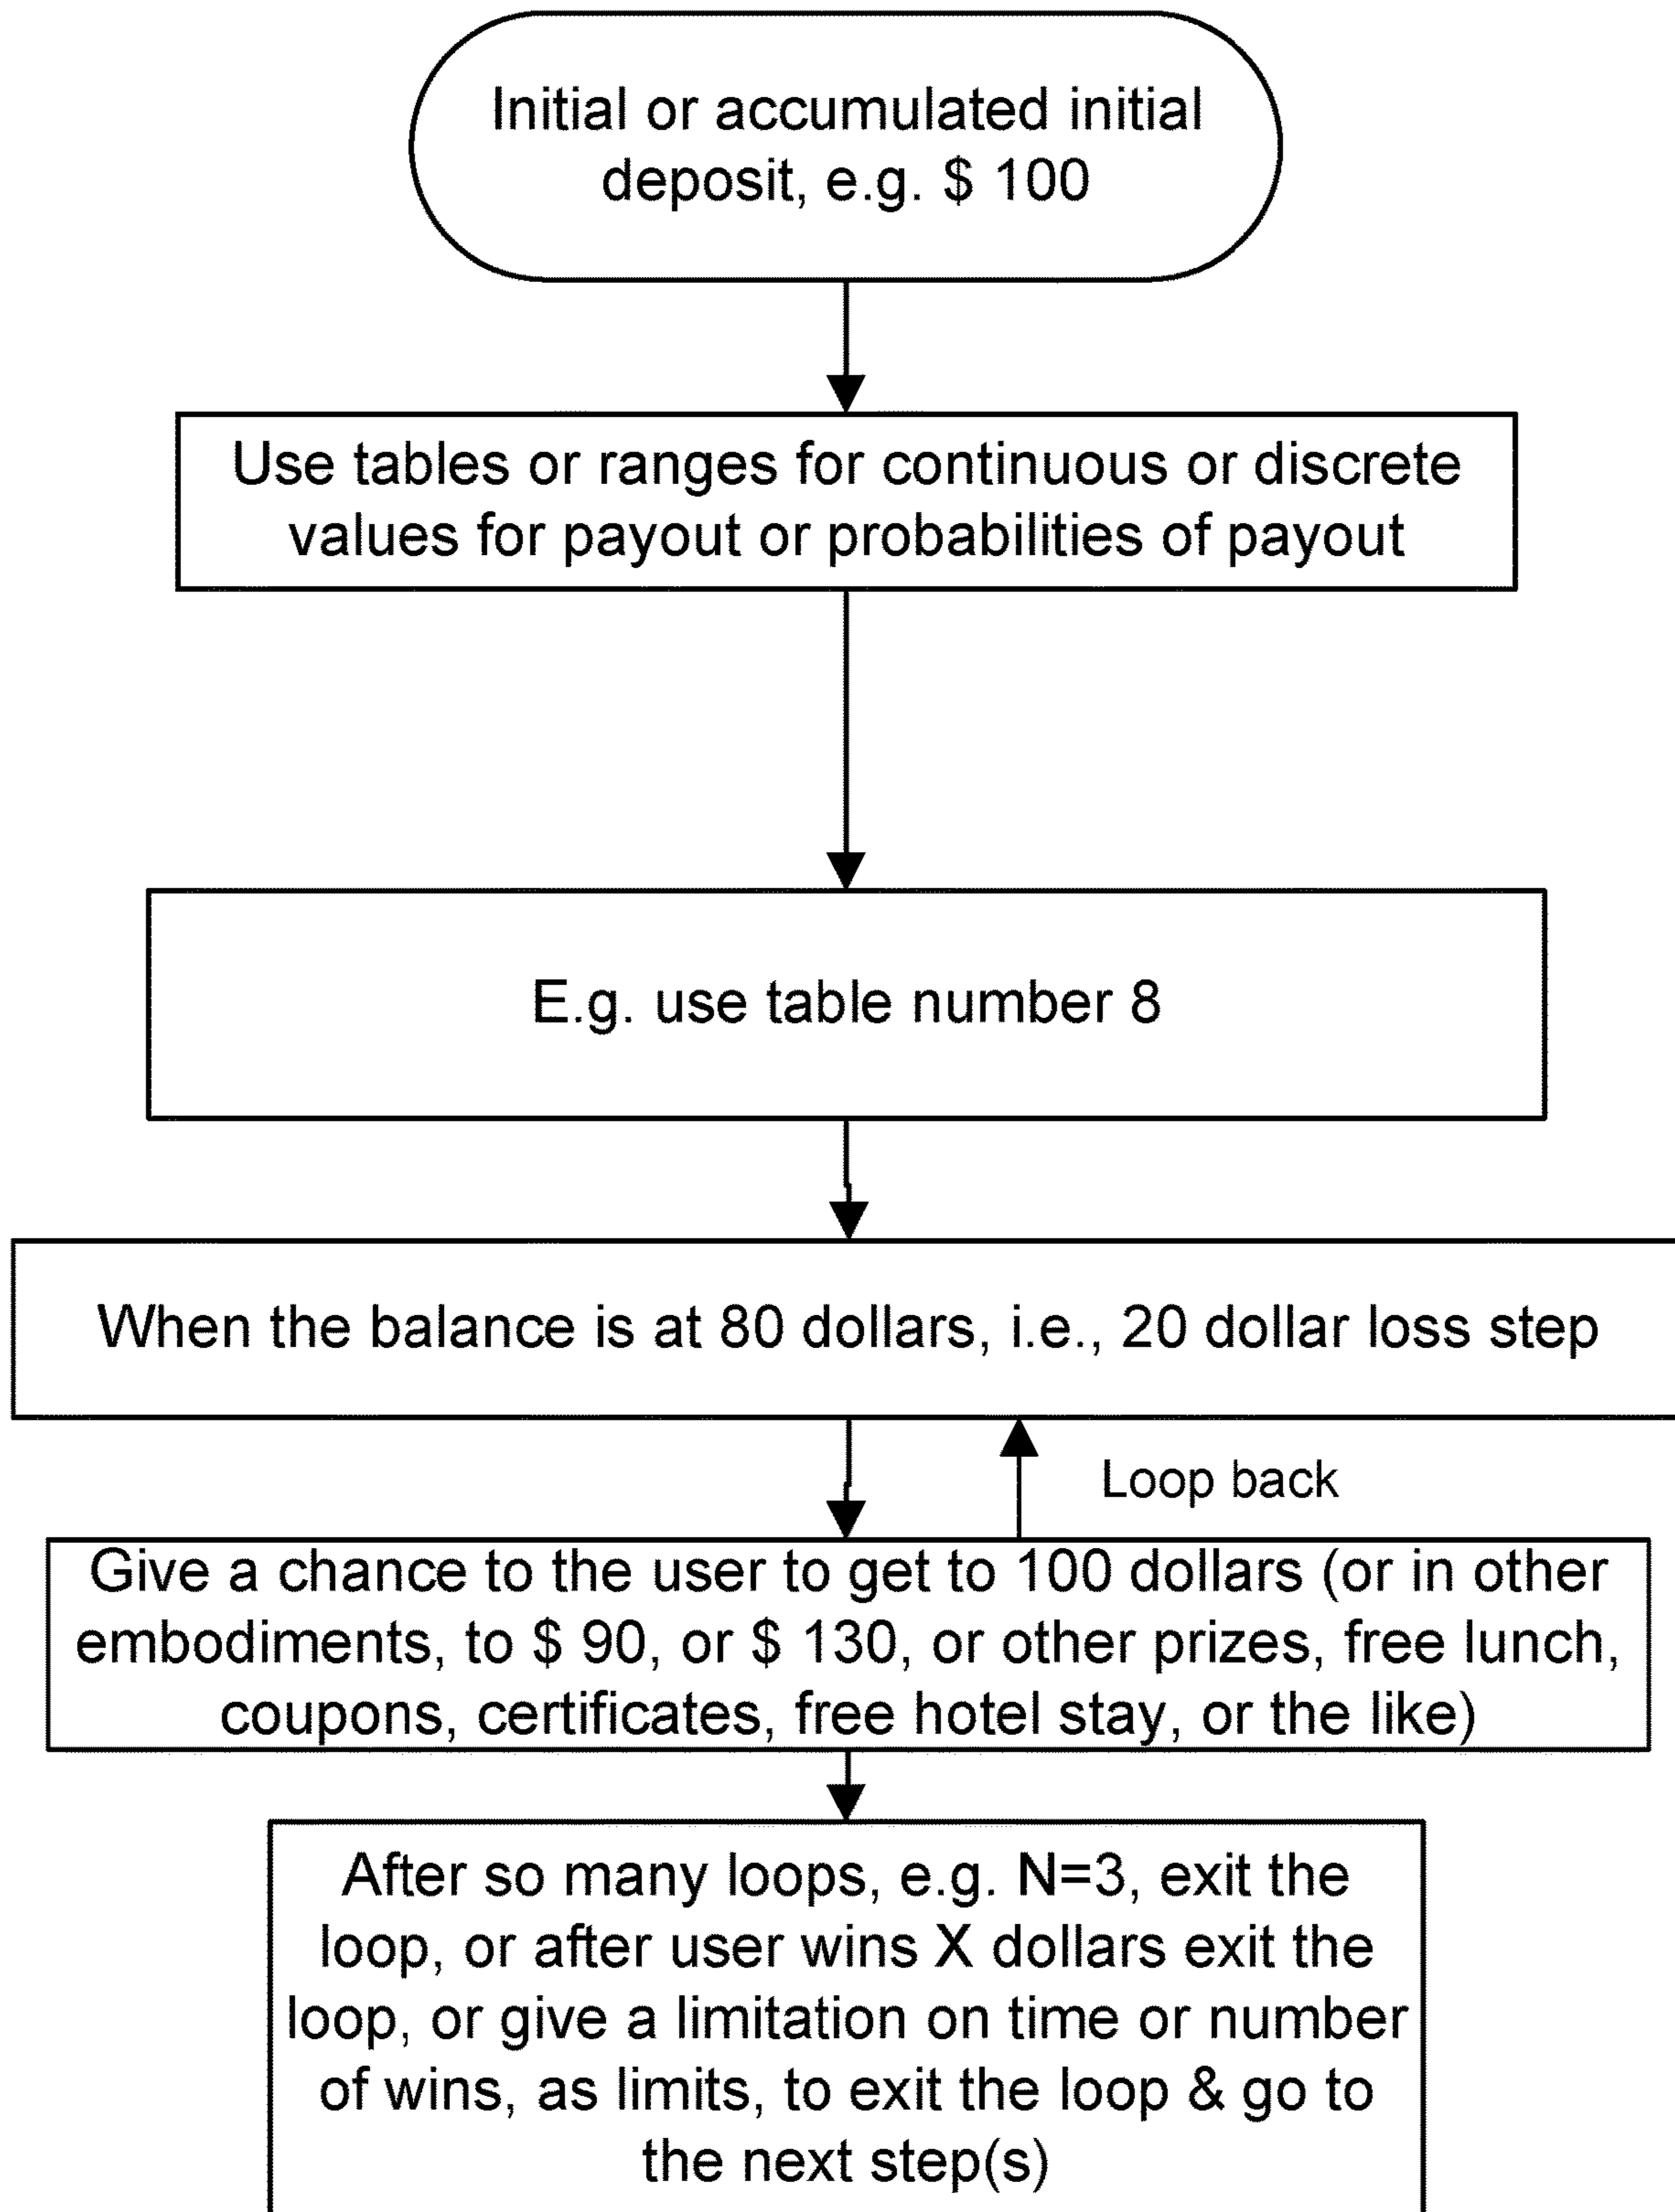 Initial or accumulated initial
deposit, e.g. $ 100
Use tables or ranges for continuous or discrete
values for payout or probabilities of payout
E.g. use table number 8
When the balance is at 80 dollars, i.e., 20 dollar loss step
Loop back
Give a chance to the user to get to 100 dollars (or in other
embodiments, to $ 90, or $ 130, or other prizes, free lunch,
coupons, certificates, free hotel stay, or the like)
After so many loops, e.g. N=3, exit the
loop, or after user wins X dollars exit the
loop, or give a limitation on time or number
of wins, as limits, to exit the loop & go to
the next step(s)